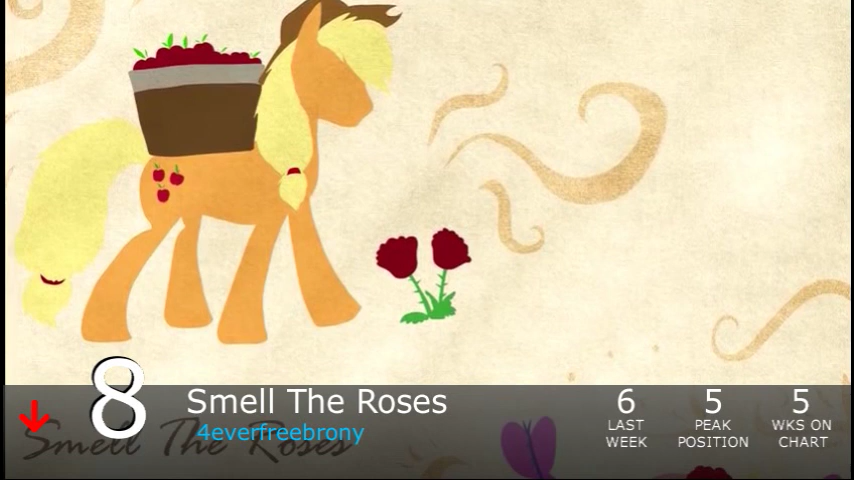 8
Smell The Roses
4everfreebrony
Smell The Roses
6
LAST
WEEK
5
PEAK
POSITION
5
WKS ON
CHART